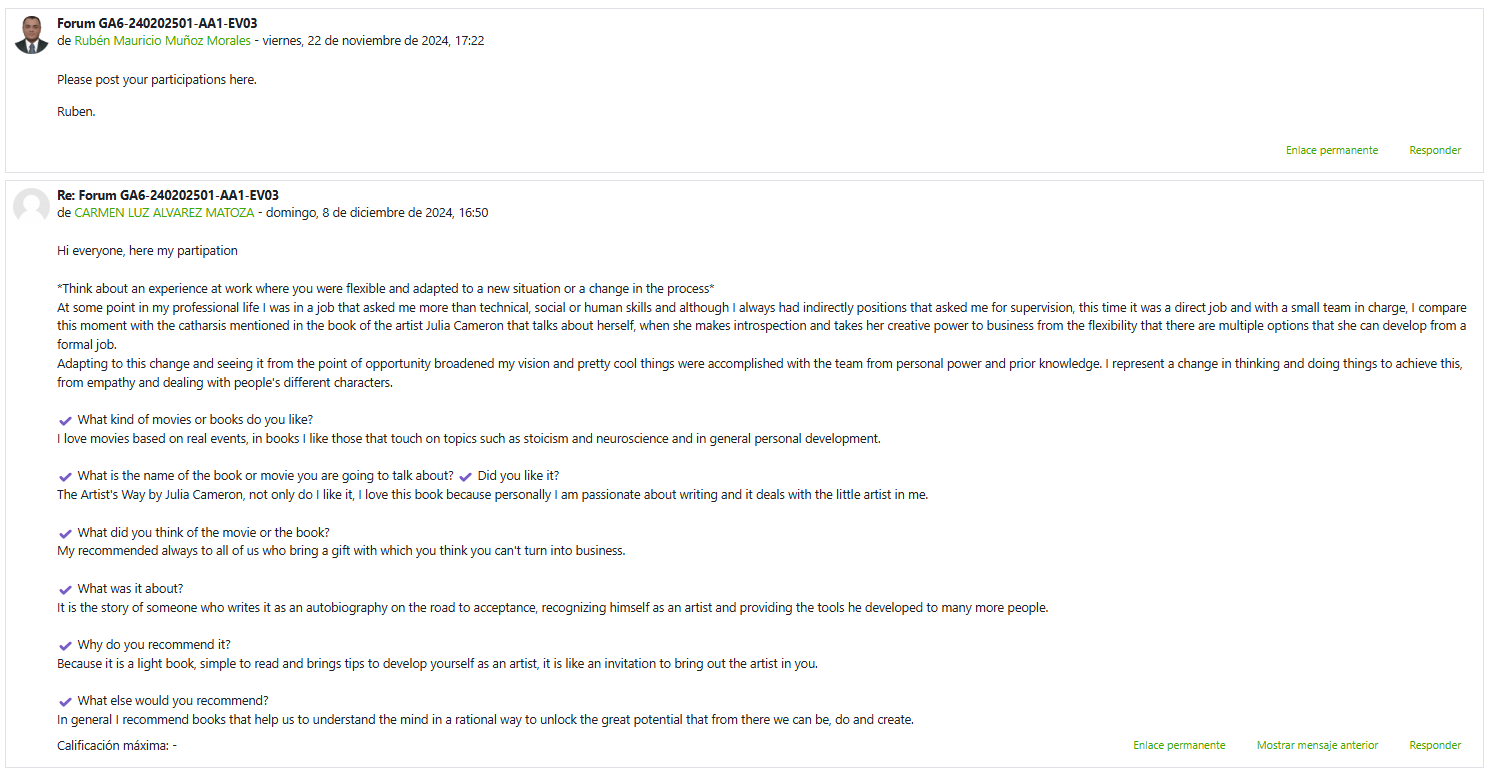 Forum GA6-240202501-AA1-EV03
de Rubén Mauricio Muñoz Morales - viernes, 22 de noviembre de 2024, 17:22
Please post your participations here.
Ruben.
Enlace permanente Responder
Re: Forum GA6-240202501-AA1-EV03
de CARMEN LUZ ALVAREZ MATOZA - domingo, 8 de diciembre de 2024, 16:50
Hi everyone, here my partipation
*Think about an experience at work where you were flexible and adapted to a new situation or a change in the process*
At some point in my professional life I was in a job that asked me more than technical, social or human skills and although I always had indirectly positions that asked me for supervision, this time it was a direct job and with a small team in charge, I compare
this moment with the catharsis mentioned in the book of the artist Julia Cameron that talks about herself, when she makes introspection and takes her creative power to business from the flexibility that there are multiple options that she can develop from a
formal job.
Adapting to this change and seeing it from the point of opportunity broadened my vision and pretty cool things were accomplished with the team from personal power and prior knowledge. I represent a change in thinking and doing things to achieve this,
from empathy and dealing with people's different characters.
✔ What kind of movies or books do you like?
I love movies based on real events, in books I like those that touch on topics such as stoicism and neuroscience and in general personal development.
✔ What is the name of the book or movie you are going to talk about? ✔ Did you like it?
The Artist's Way by Julia Cameron, not only do I like it, I love this book because personally I am passionate about writing and it deals with the little artist in me.
✔ What did you think of the movie or the book?
My recommended always to all of us who bring a gift with which you think you can't turn into business.
✔ What was it about?
It is the story of someone who writes it as an autobiography on the road to acceptance, recognizing himself as an artist and providing the tools he developed to many more people.
✔ Why do you recommend it?
Because it is a light book, simple to read and brings tips to develop yourself as an artist, it is like an invitation to bring out the artist in you.
✔ What else would you recommend?
In general I recommend books that help us to understand the mind in a rational way to unlock the great potential that from there we can be, do and create.
Calificación máxima: - Enlace permanente Mostrar mensaje anterior Responder